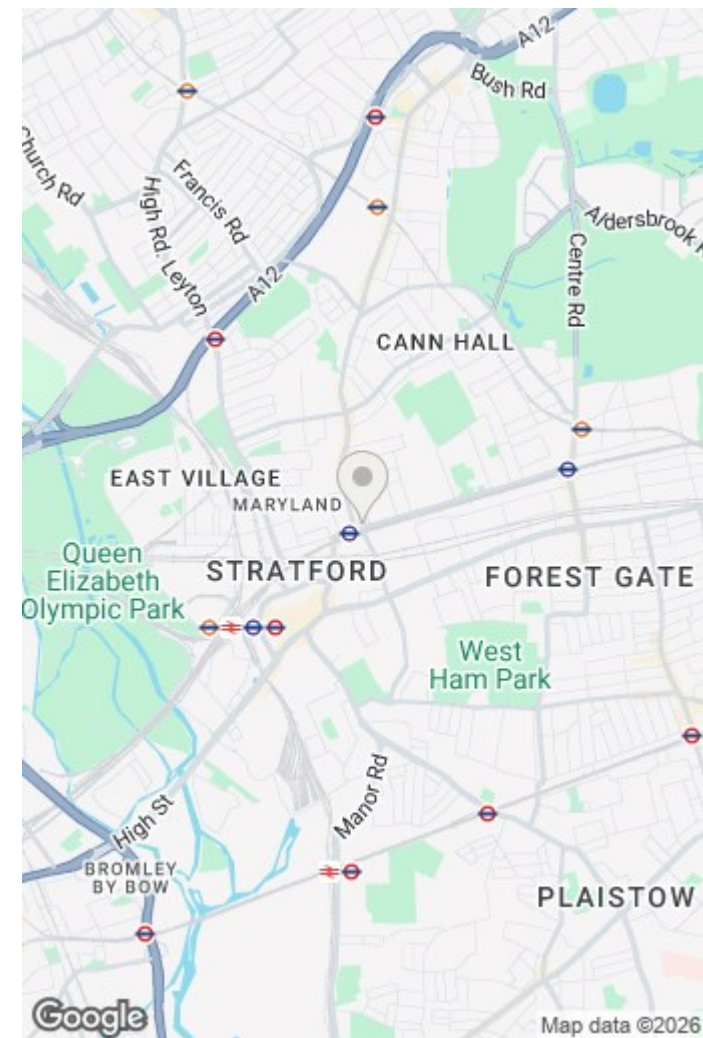 A12
Bush Rd
Church Rd
Francis Rd
High Rd. Leyton
Aldersbrook R
A12
Centre Rd
CANN HALL
EAST VILLAGE
MARYLAND
Queen
Elizabeth
Olympic Park
STRATFORD
FOREST GATE
West
Ham Park
Manor Rd
High St
BROMLEY
BY BOW
PLAISTOW
Google
Map data ©2026